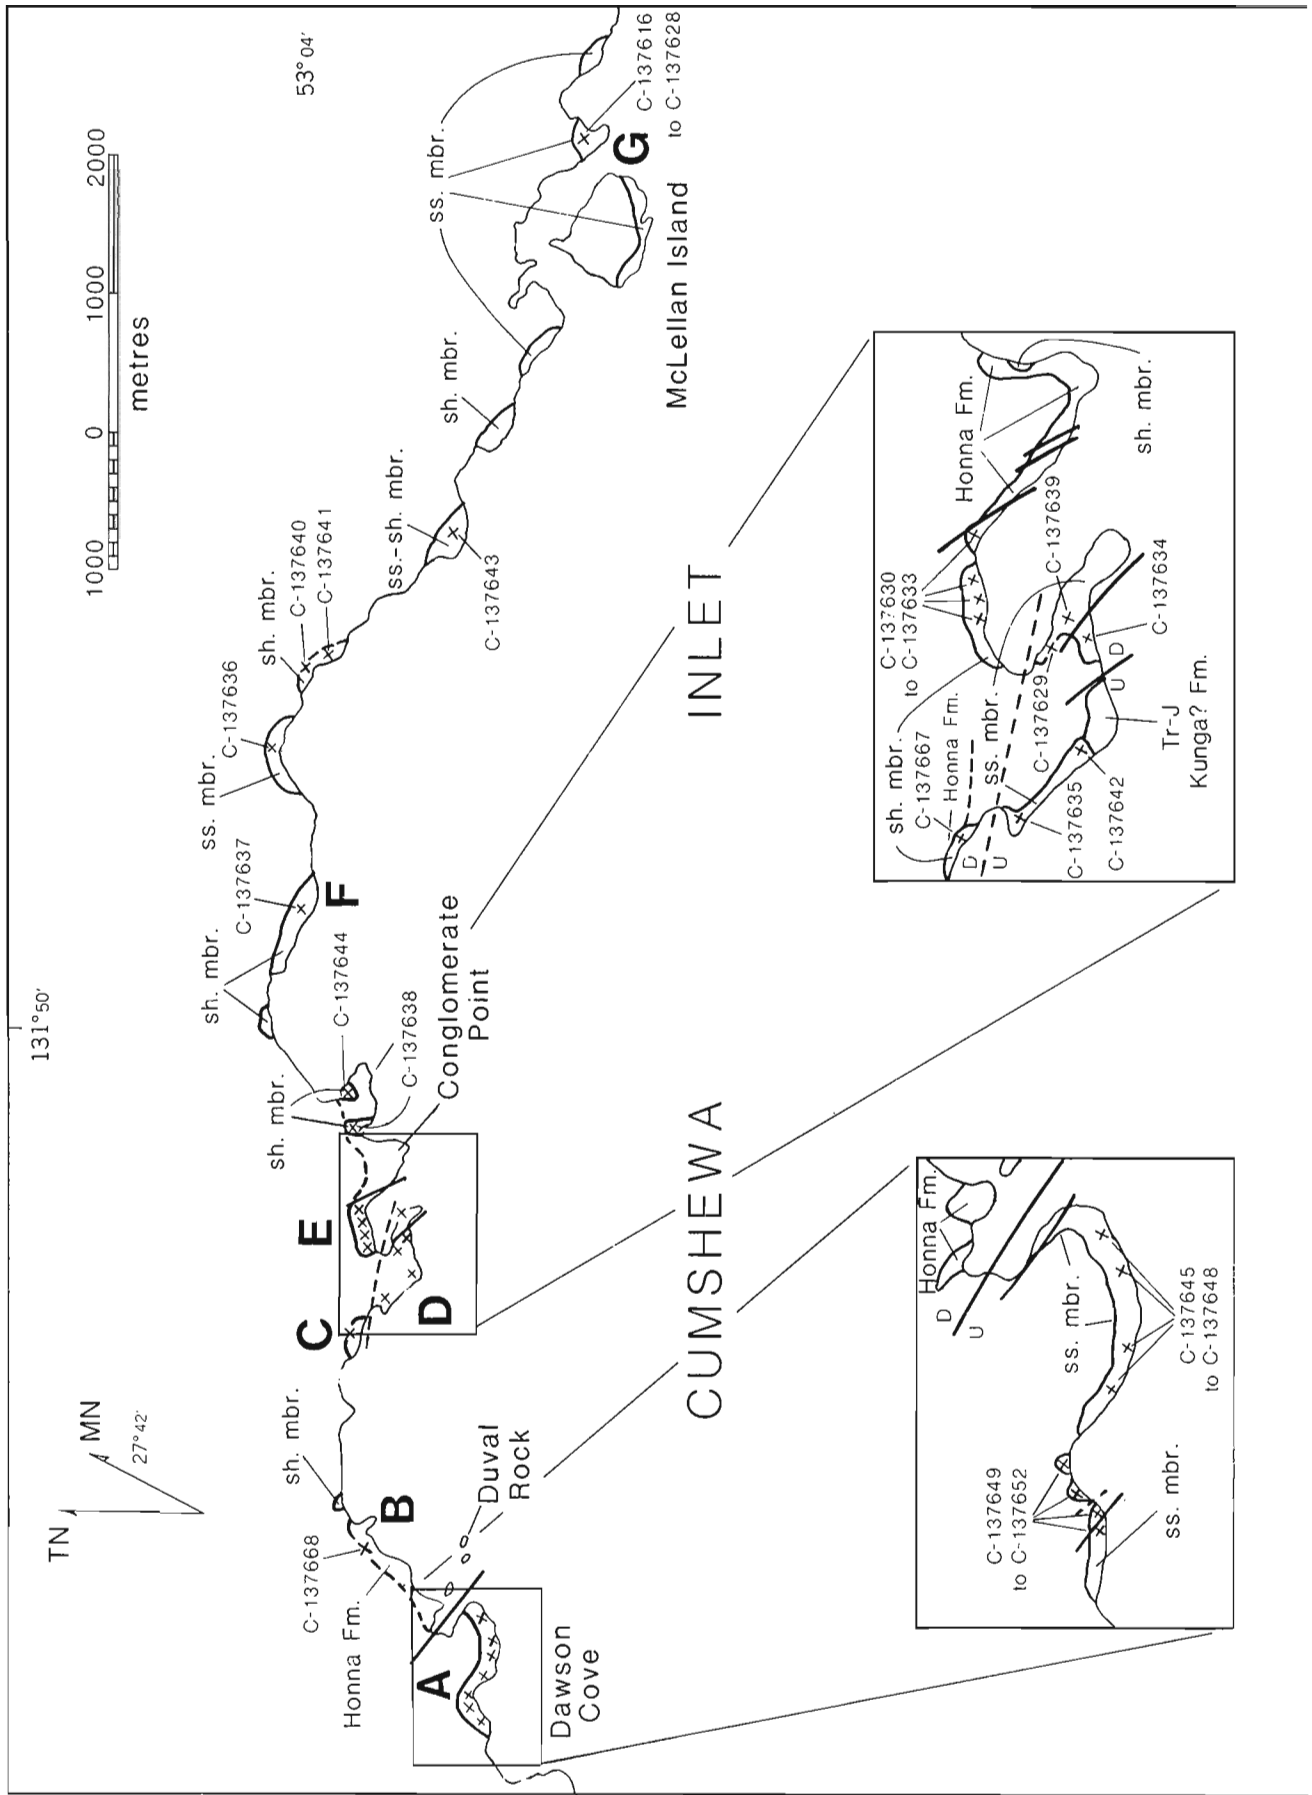 TN
MN
27°42'
131°50'
53°04'
1000
0
1000
2000
metres
C-137668
Honna Fm.
sh. mbr.
A
B
Dawson
Cove
Duval
Rock
C
D
E
sh. mbr.
C-137644
C-137638
Conglomerate
Point
sh. mbr.
C-137637
F
ss. mbr.
C-137636
sh. mbr.
C-137640
C-137641
ss.-sh. mbr.
C-137643
sh. mbr.
ss. mbr.
ss. mbr.
McLellan Island
G
C-137616
to C-137628
CUMSHEWA
INLET
Honna Fm.
D
U
ss. mbr.
C-137645
to C-137648
C-137649
to C-137652
ss. mbr.
sh. mbr.
C-137667
Honna Fm.
D
U
ss. mbr.
C-137630
to C-137633
Honna Fm.
sh. mbr.
C-137629
C-137639
C-137634
U
D
Tr-J
Kunga? Fm.
C-137635
C-137642